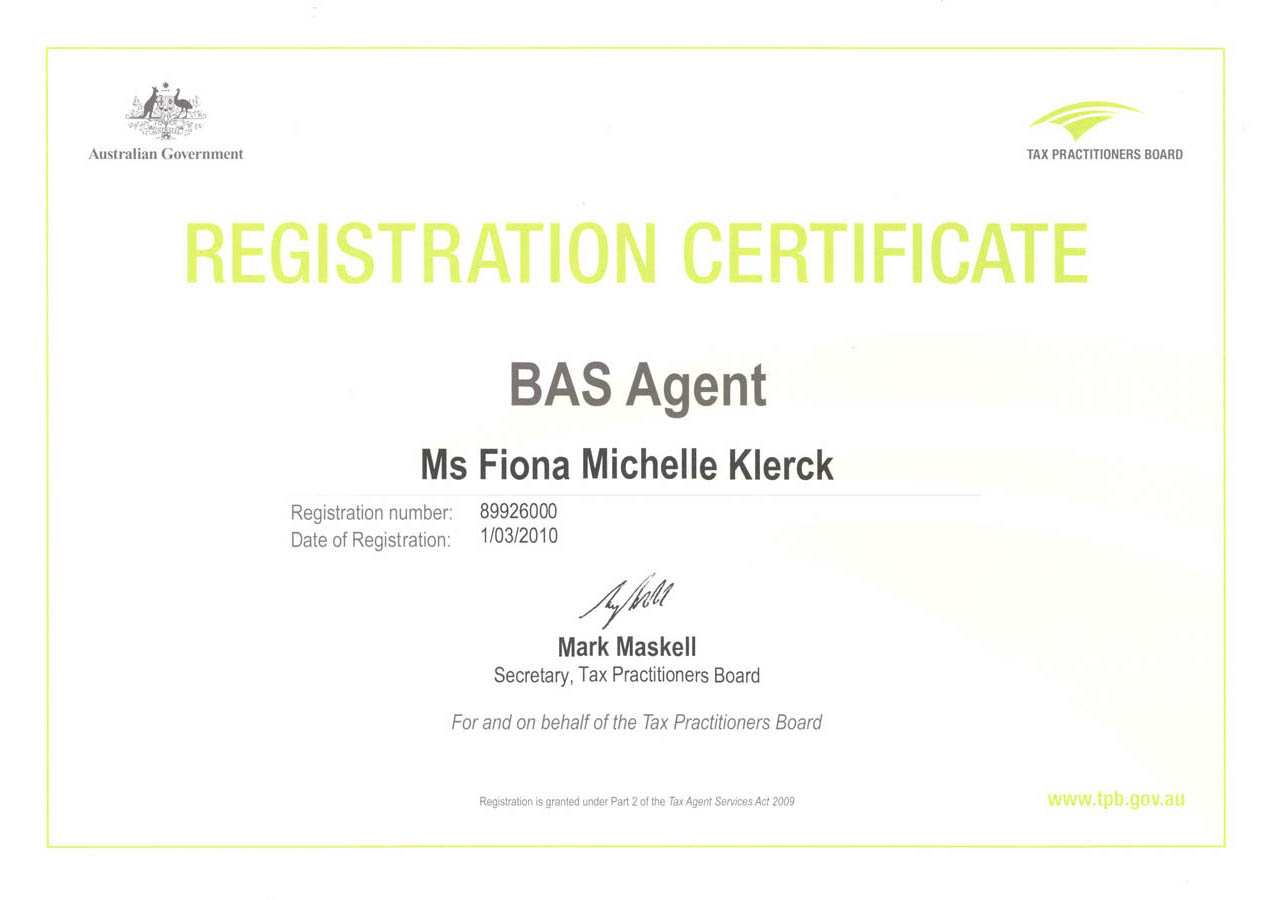 Australian Government
TAX PRACTITIONERS BOARD
REGISTRATION CERTIFICATE
BAS Agent
Ms Fiona Michelle Klerck
Registration number: 89926000
Date of Registration: 1/03/2010
Mark Maskell
Secretary, Tax Practitioners Board
For and on behalf of the Tax Practitioners Board
Registration is granted under Part 2 of the Tax Agent Services Act 2009
www.tpb.gov.au